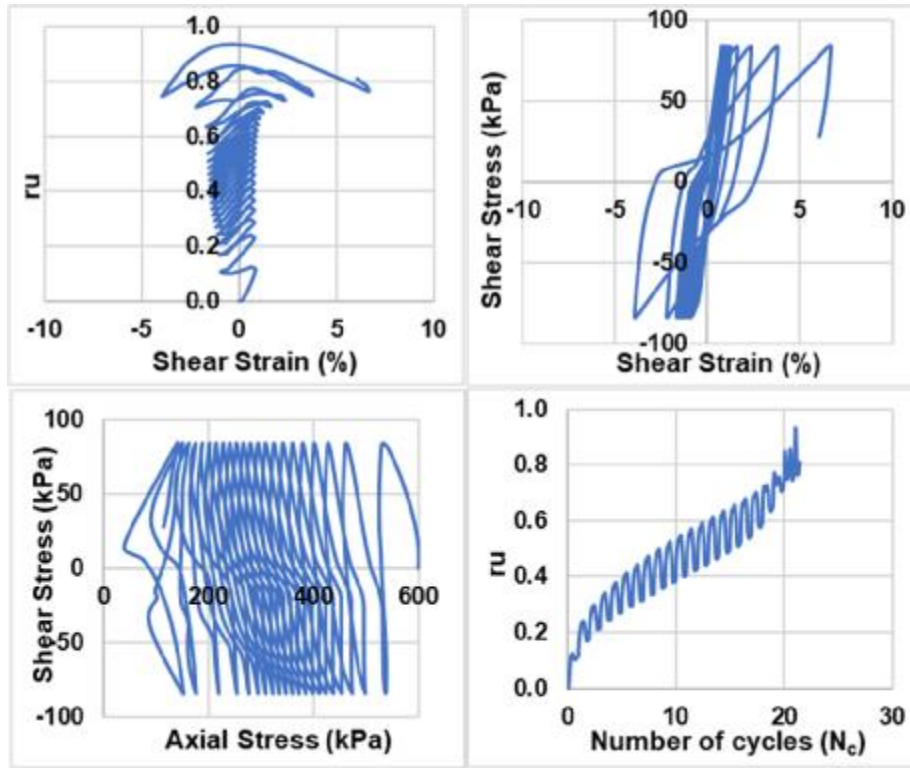 1.0
0.8
0.6
0.4
0.2
0.0
-10 -5 0 5 10
ru
Shear Strain (%)
100
50
0
-50
-100
-10 -5 0 5 10
Shear Stress (kPa)
Shear Strain (%)
100
50
0
-50
-100
0 200 400 600
Shear Stress (kPa)
Axial Stress (kPa)
1.0
0.8
0.6
0.4
0.2
0.0
0 10 20 30
ru
Number of cycles (Nc)